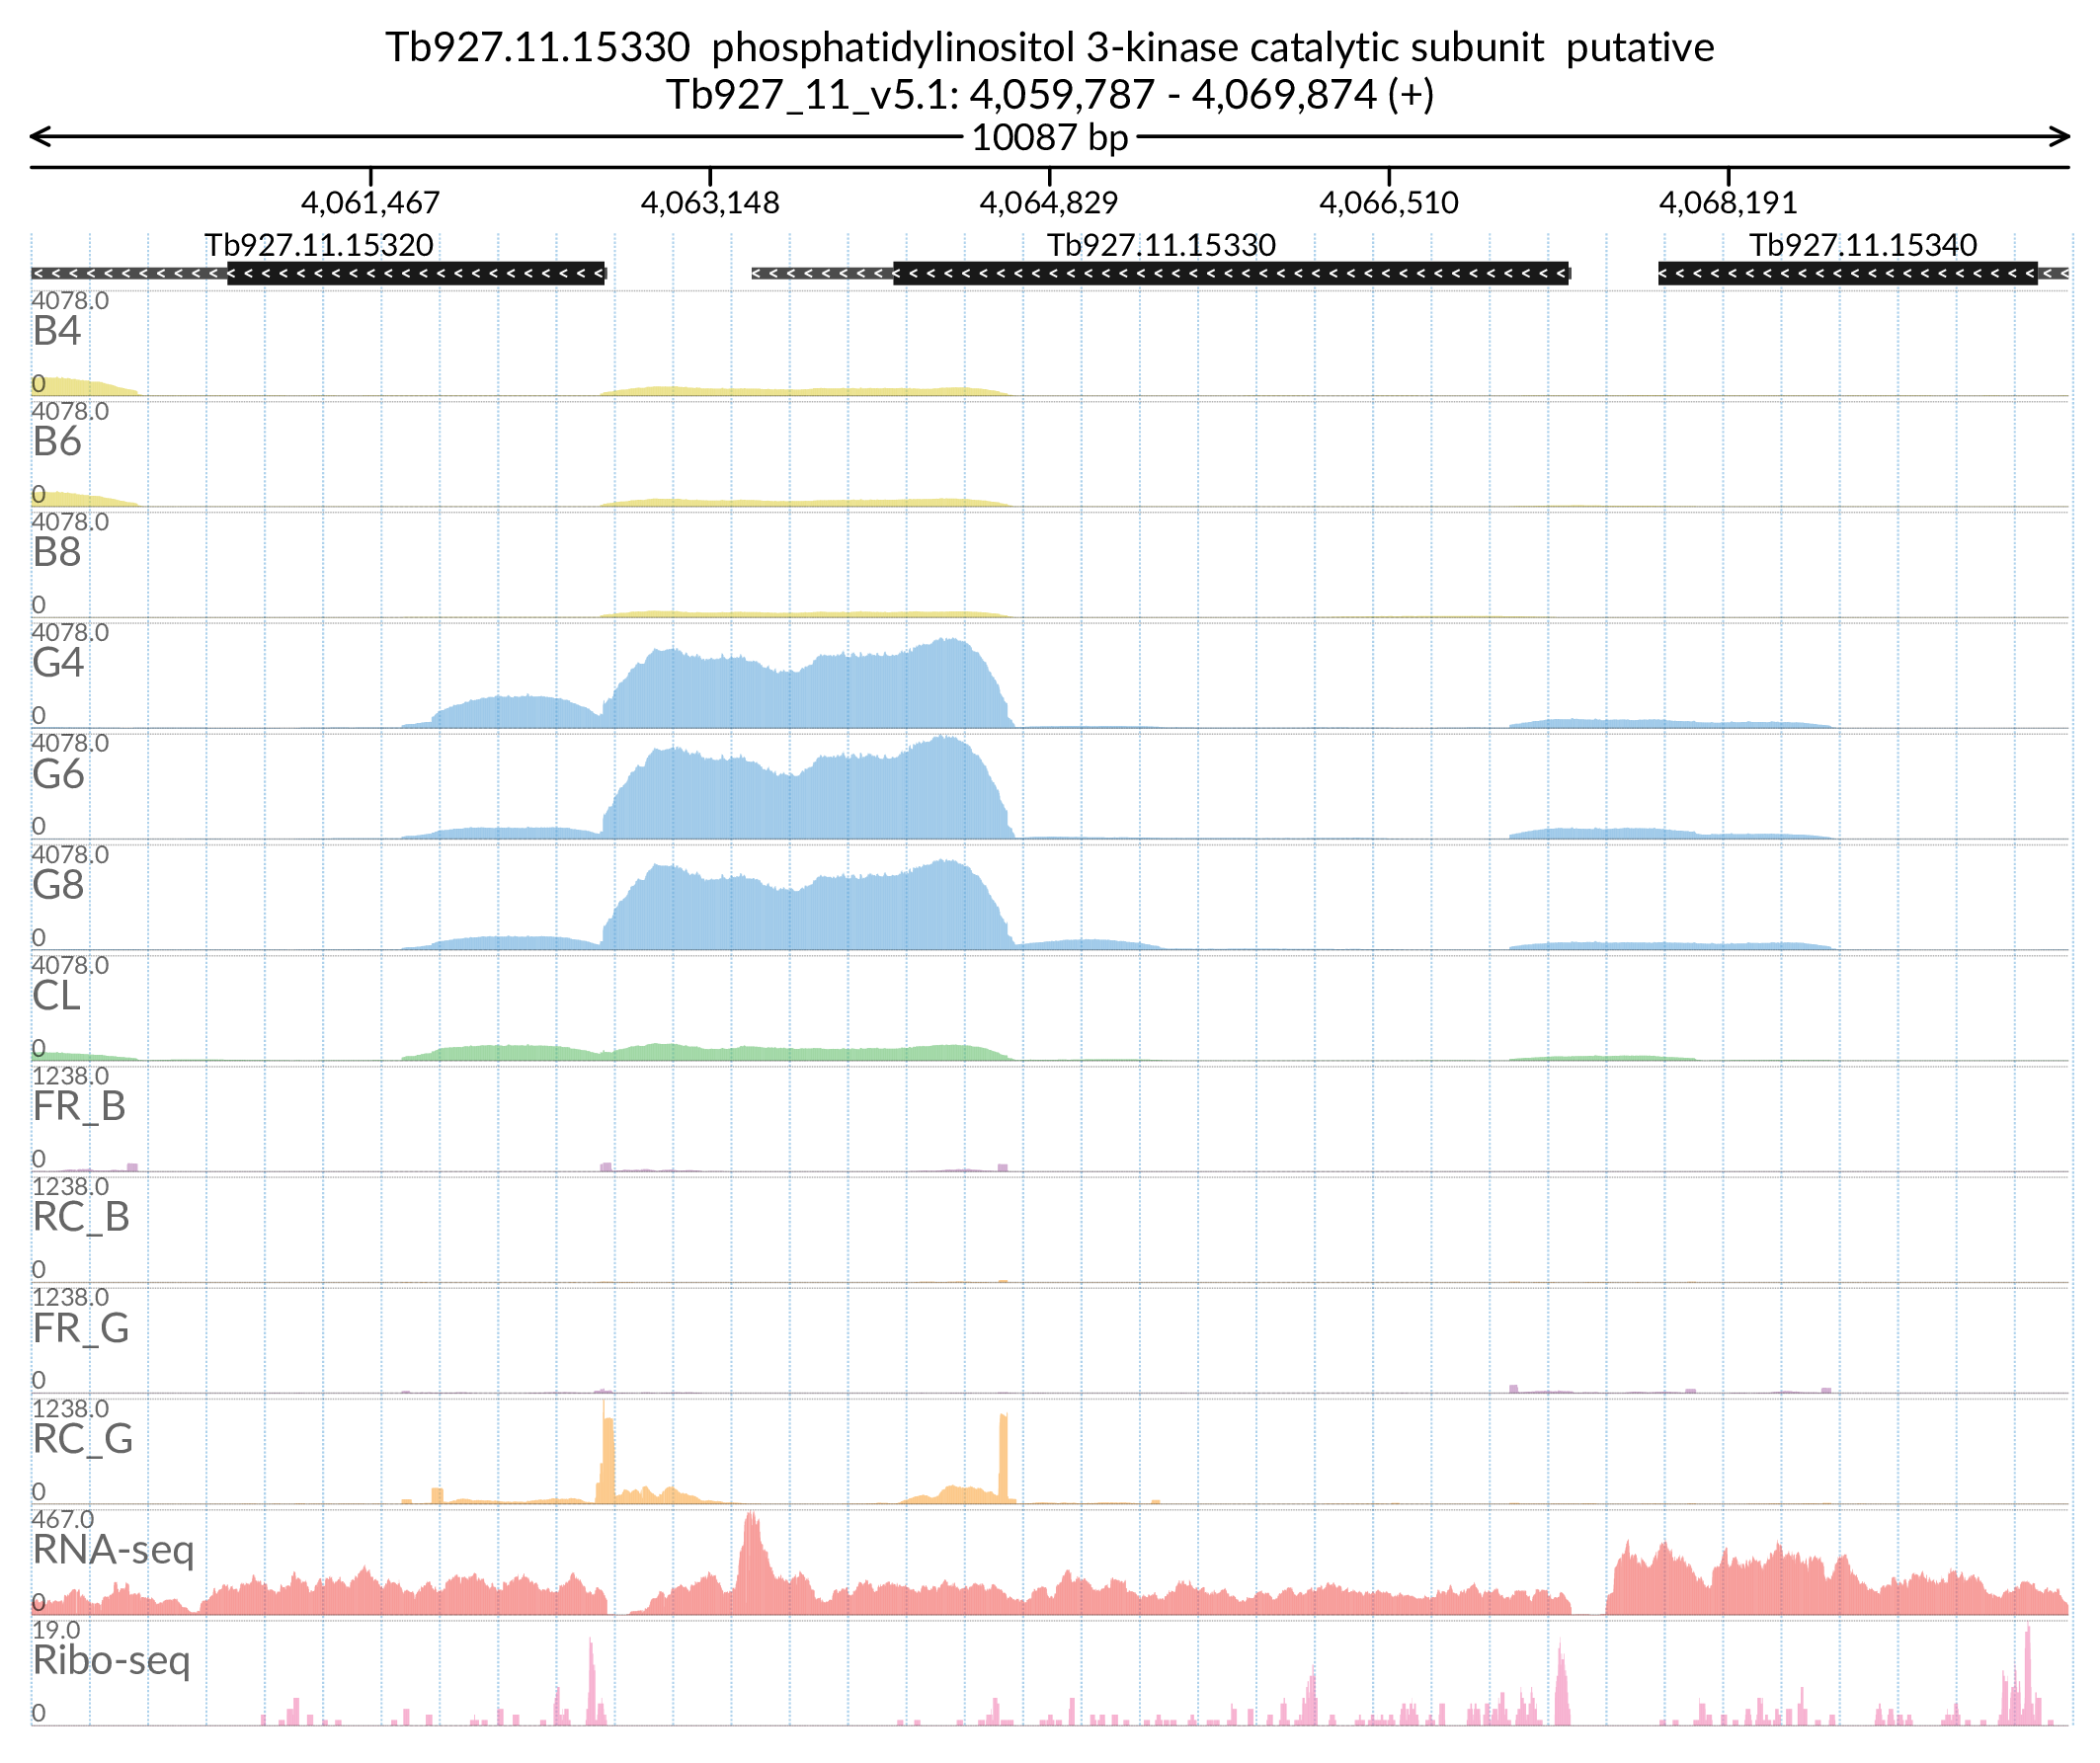 Tb927.11.15330 phosphatidylinositol 3-kinase catalytic subunit putative
Tb927_11_v5.1: 4,059,787 - 4,069,874 (+)
10087 bp
4,061,467 4,063,148 4,064,829 4,066,510 4,068,191
Tb927.11.15320 Tb927.11.15330 Tb927.11.15340
4078.0
B4
0
4078.0
B6
0
4078.0
B8
0
4078.0
G4
0
4078.0
G6
0
4078.0
G8
0
4078.0
CL
0
1238.0
FR_B
0
1238.0
RC_B
0
1238.0
FR_G
0
1238.0
RC_G
0
467.0
RNA-seq
0
19.0
Ribo-seq
0